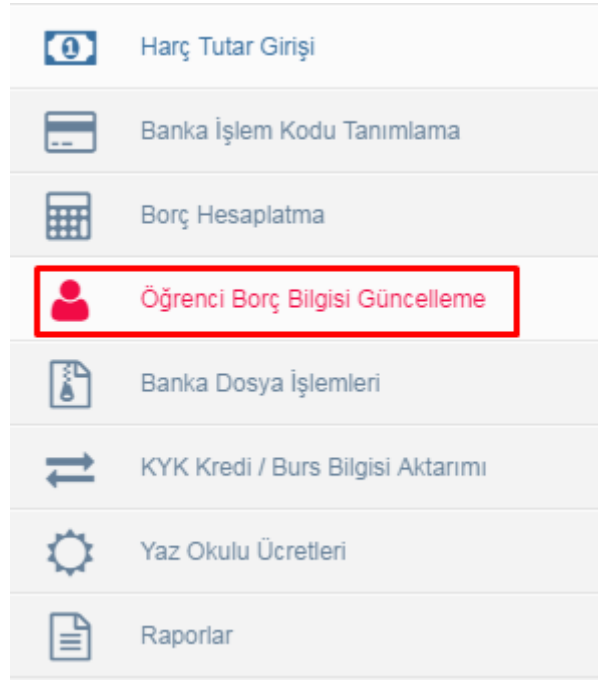 Harç Tutar Girişi
Banka İşlem Kodu Tanımlama
Borç Hesaplatma
Öğrenci Borç Bilgisi Güncelleme
Banka Dosya İşlemleri
KYK Kredi / Burs Bilgisi Aktarımı
Yaz Okulu Ücretleri
Raporlar